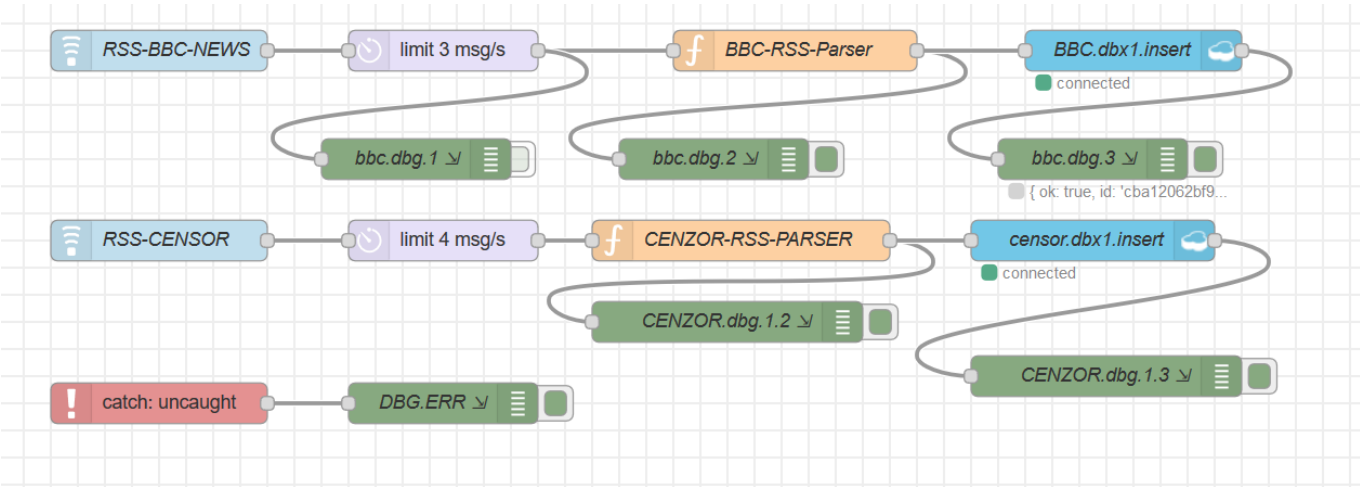 RSS-BBC-NEWS
limit 3 msg/s
BBC-RSS-Parser
BBC.dbx1.insert
connected
bbc.dbg.1
bbc.dbg.2
bbc.dbg.3
{ ok: true, id: 'cba12062bf9...
RSS-CENSOR
limit 4 msg/s
CENZOR-RSS-PARSER
censor.dbx1.insert
connected
CENZOR.dbg.1.2
CENZOR.dbg.1.3
catch: uncaught
DBG.ERR